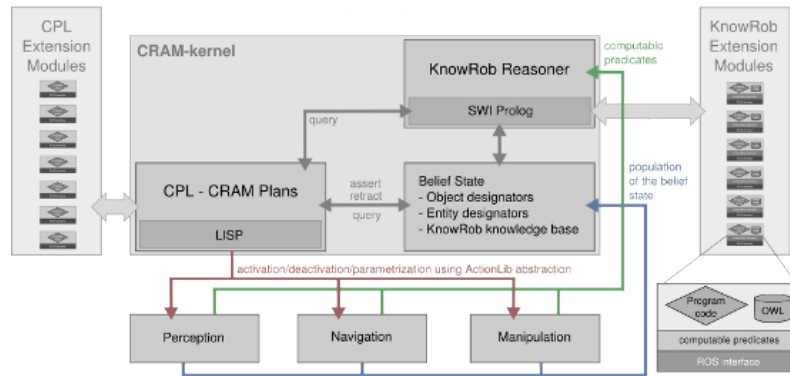 CPL
Extension
Modules
CRAM-kernel
KnowRob Reasoner
SWI Prolog
computable
predicates
KnowRob
Extension
Modules
query
CPL - CRAM Plans
LISP
assert
retract
query
Belief State
- Object designators
- Entity designators
- KnowRob knowledge base
population
of the belief
state
activation/deactivation/parametrization using ActionLib abstraction
Perception
Navigation
Manipulation
Program
code
OWL
computable predicates
ROS interface